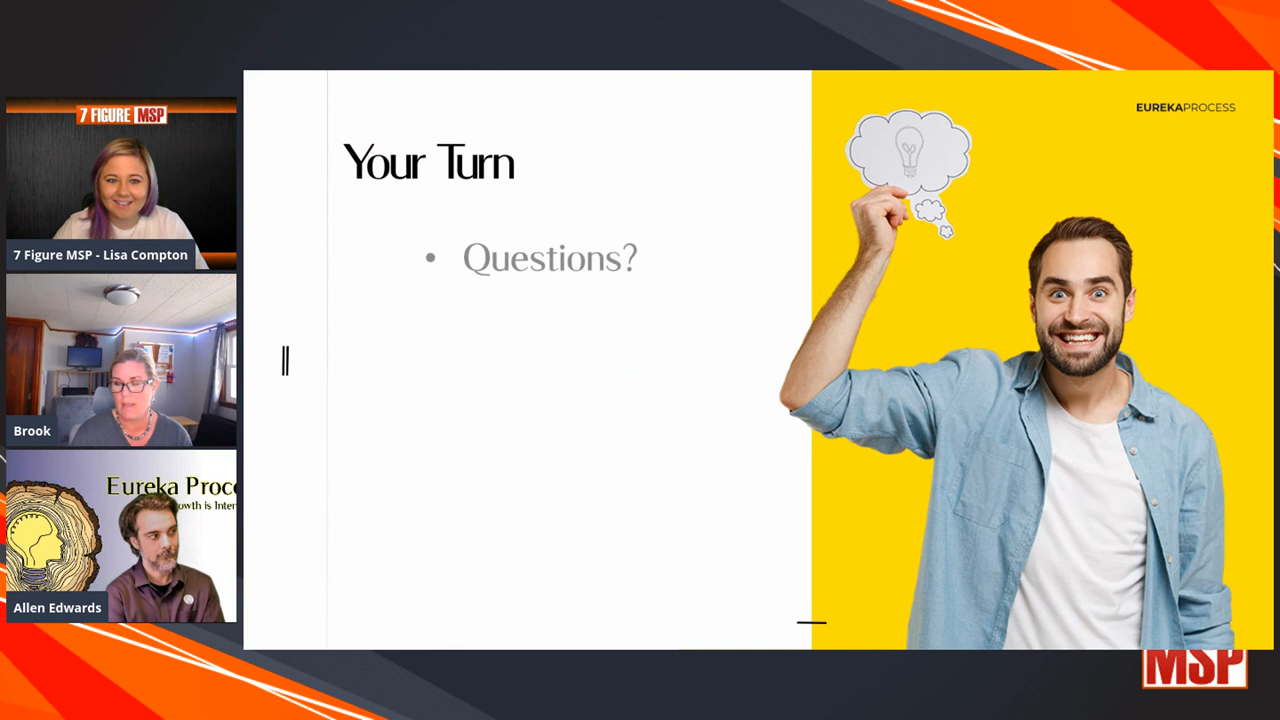 7 FIGURE MSP
7 Figure MSP - Lisa Compton
Brook
Eureka Proc
owth is Inter
Allen Edwards
Your Turn
• Questions?
EUREKAPROCESS
MSP